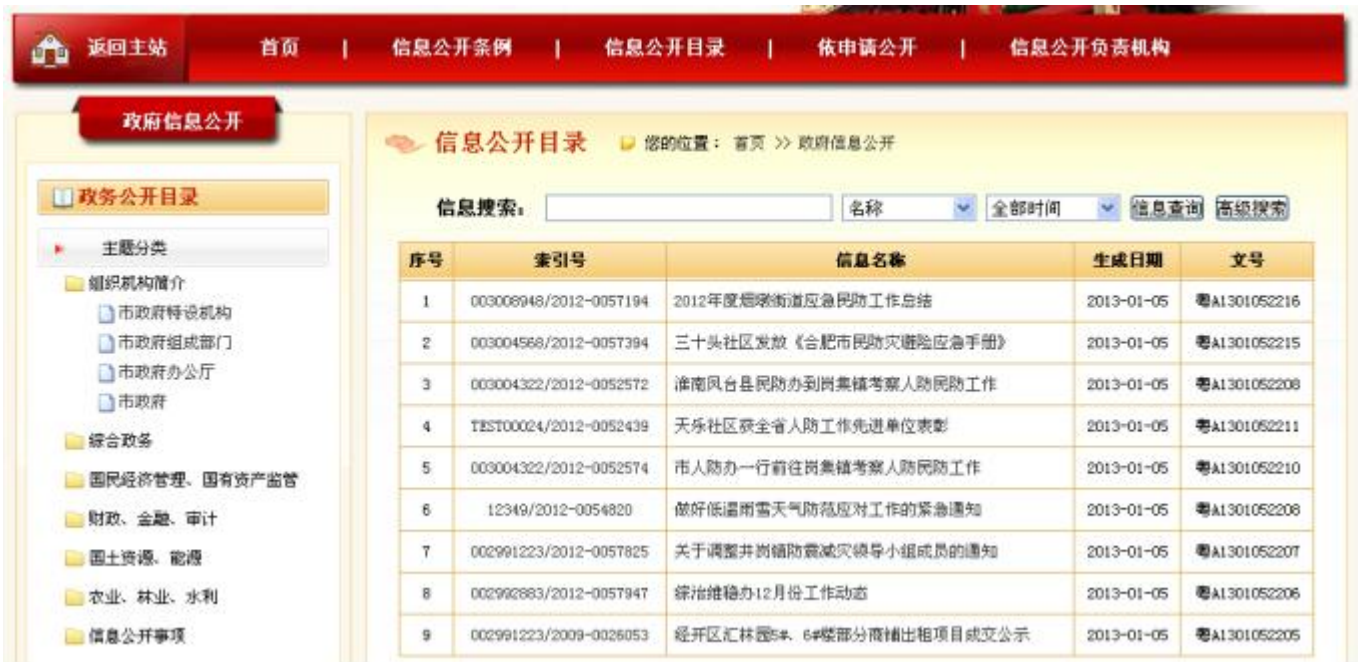 返回主站 首页 | 信息公开条例 | 信息公开目录 | 依申请公开 | 信息公开负责机构
政府信息公开
政务公开目录
主题分类
组织机构简介
市政府特设机构
市政府组成部门
市政府办公厅
市政府
综合政务
国民经济管理、国有资产监管
财政、金融、审计
国土资源、能源
农业、林业、水利
信息公开事项
信息公开目录 您的位置： 首页 >> 政府信息公开
信息搜索： 名称 全部时间 信息查询 高级搜索
序号 索引号 信息名称 生成日期 文号
1 003008948/2012-0057194 2012年度烟墩街道应急民防工作总结 2013-01-05 粤A1301052216
2 003004568/2012-0057394 三十头社区发放《合肥市民防灾避险应急手册》 2013-01-05 粤A1301052215
3 003004322/2012-0052572 淮南凤台县民防办到岗集镇考察人防民防工作 2013-01-05 粤A1301052208
4 TEST00024/2012-0052439 天乐社区获全省人防工作先进单位表彰 2013-01-05 粤A1301052211
5 003004322/2012-0052574 市人防办一行前往岗集镇考察人防民防工作 2013-01-05 粤A1301052210
6 12349/2012-0054820 做好低温雨雪天气防范应对工作的紧急通知 2013-01-05 粤A1301052208
7 002991223/2012-0057825 关于调整井岗镇防震减灾领导小组成员的通知 2013-01-05 粤A1301052207
8 002992883/2012-0057947 综治维稳办12月份工作动态 2013-01-05 粤A1301052206
9 002991223/2009-0026053 经开区汇林园5#、6#楼部分商铺出租项目成交公示 2013-01-05 粤A1301052205